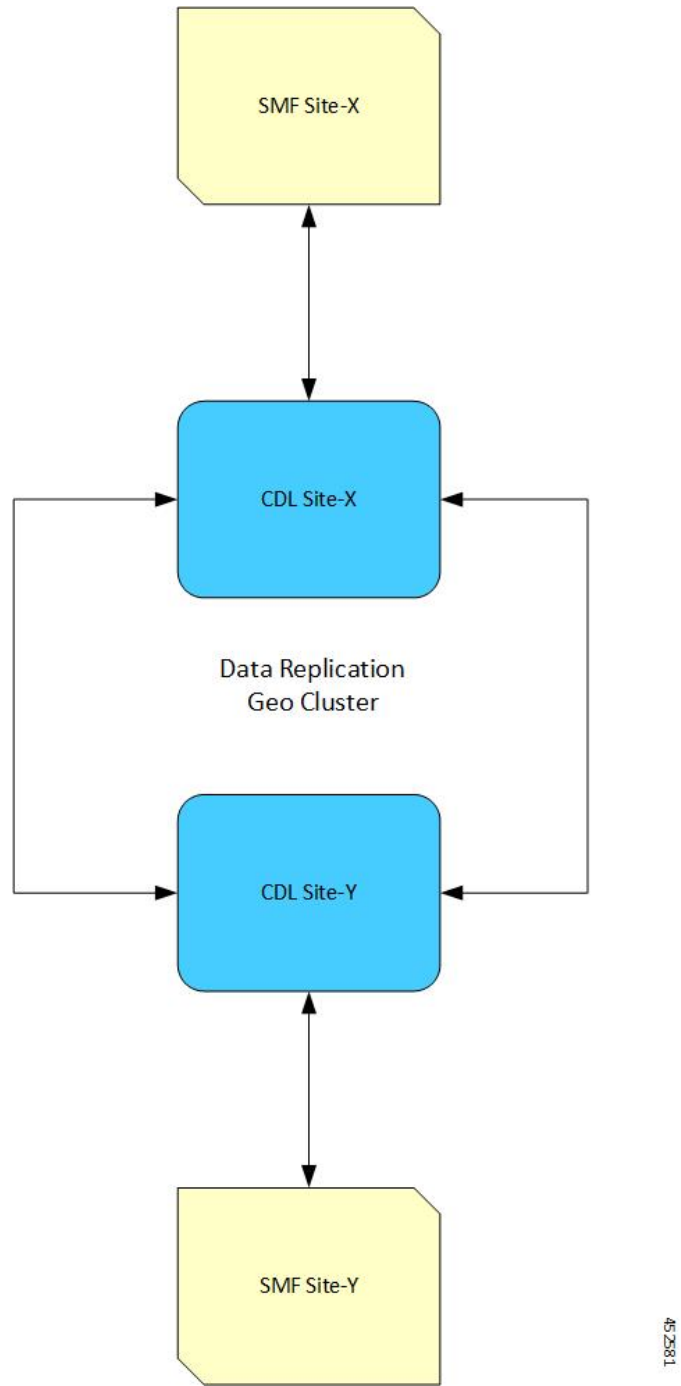 SMF Site-X
CDL Site-X
Data Replication
Geo Cluster
CDL Site-Y
SMF Site-Y
452581